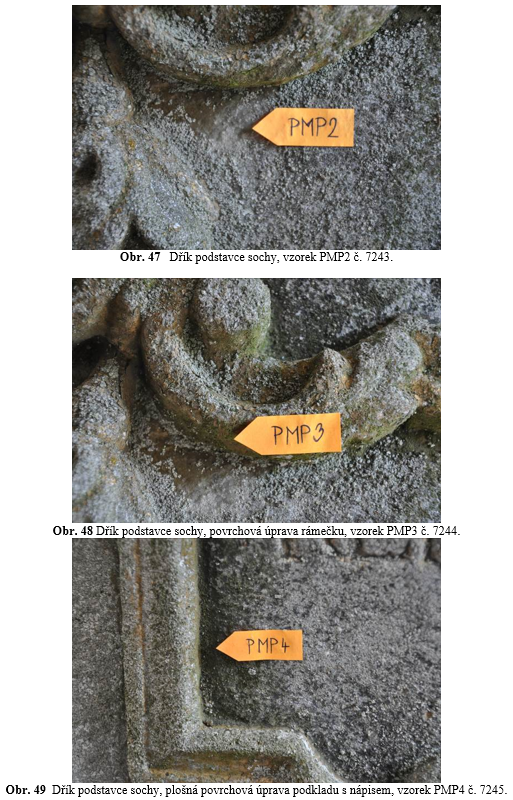 PMP2
Obr. 47 Dřík podstavce sochy, vzorek PMP2 č. 7243.
PMP3
Obr. 48 Dřík podstavce sochy, povrchová úprava rámečku, vzorek PMP3 č. 7244.
PMP4
Obr. 49 Dřík podstavce sochy, plošná povrchová úprava podkladu s nápisem, vzorek PMP4 č. 7245.